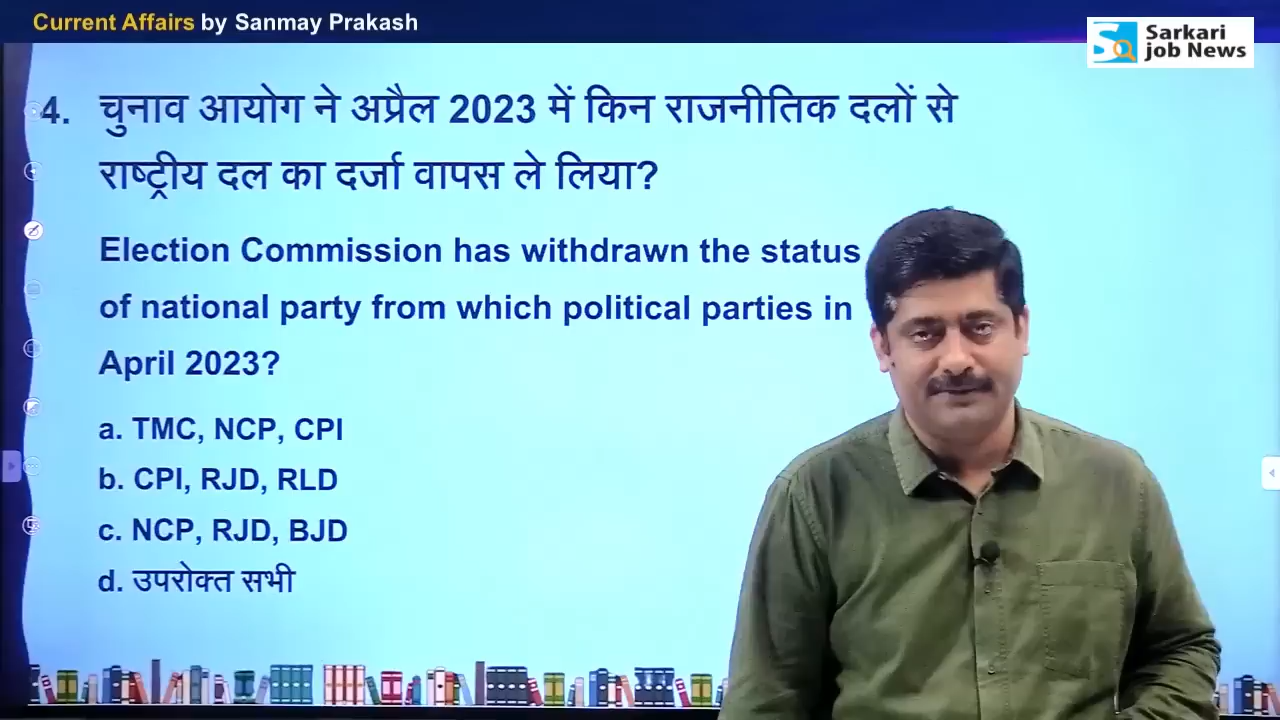 Current Affairs by Sanmay Prakash
Sarkari
job News
4. चुनाव आयोग ने अप्रैल 2023 में किन राजनीतिक दलों से
राष्ट्रीय दल का दर्जा वापस ले लिया?
Election Commission has withdrawn the status
of national party from which political parties in
April 2023?
a. TMC, NCP, CPI
b. CPI, RJD, RLD
c. NCP, RJD, BJD
d. उपरोक्त सभी